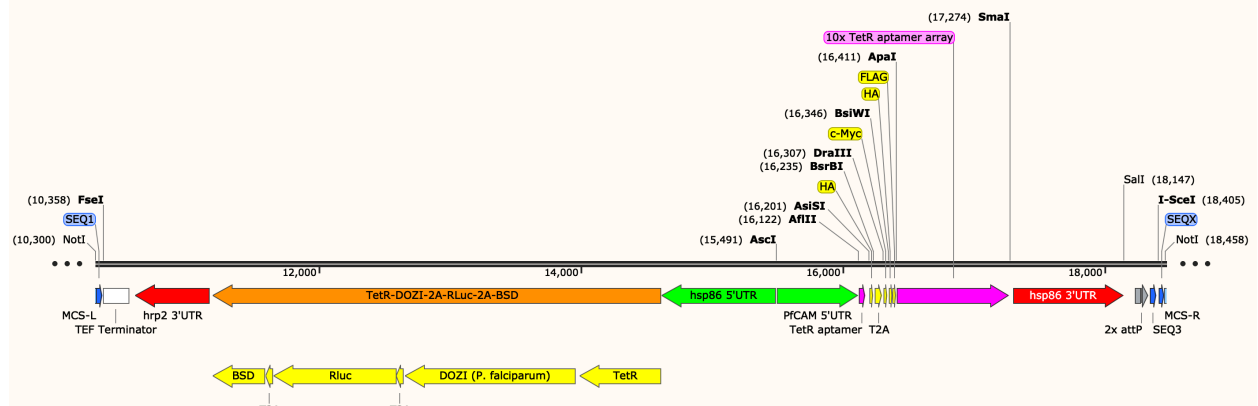 (17,274) SmaI
10x TetR aptamer array
(16,411) ApaI
FLAG
HA
(16,346) BsiWI
c-Myc
(16,307) DraIII
(16,235) BsrBI
SalI (18,147)
HA
(10,358) FseI
(16,201) AsiSI
I-SceI (18,405)
SEQ1
(16,122) AflII
SEQX
(10,300) NotI
(15,491) AscI
NotI (18,458)
12,000
14,000
16,000
18,000
TetR-DOZI-2A-RLuc-2A-BSD
hsp86 5'UTR
hsp86 3'UTR
MCS-L
hrp2 3'UTR
PfCAM 5'UTR
MCS-R
TEF Terminator
TetR aptamer
T2A
2x attP
SEQ3
BSD
Rluc
DOZI (P. falciparum)
TetR